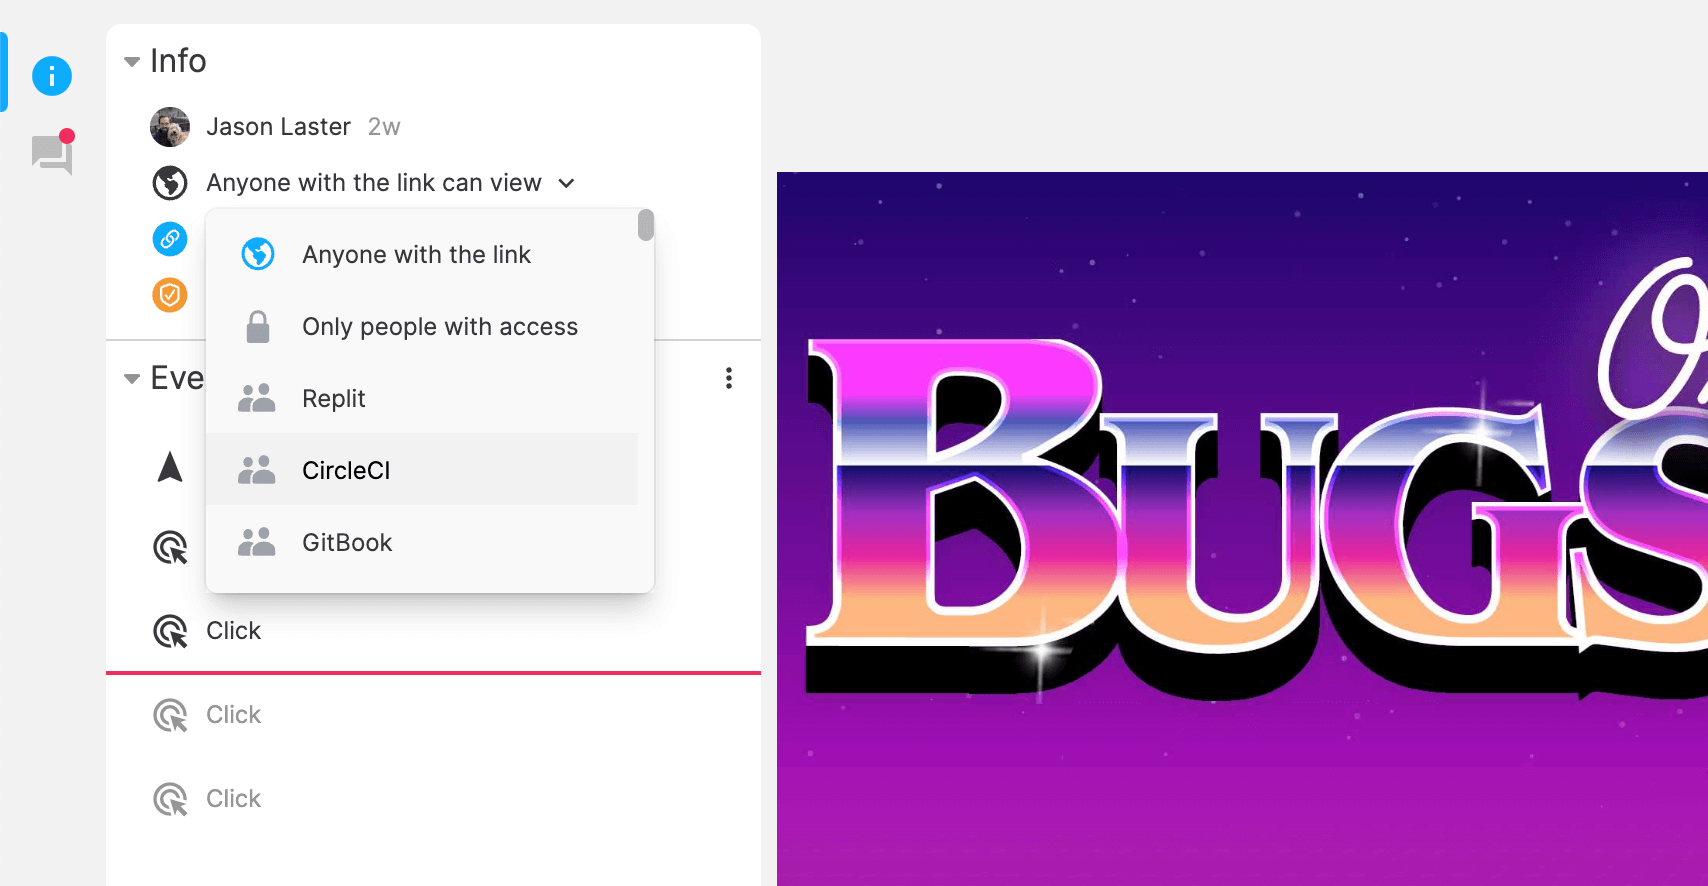 Info
Jason Laster 2w
Anyone with the link can view
Anyone with the link
Only people with access
Replit
CircleCI
GitBook
Click
Click
Click
BUGS